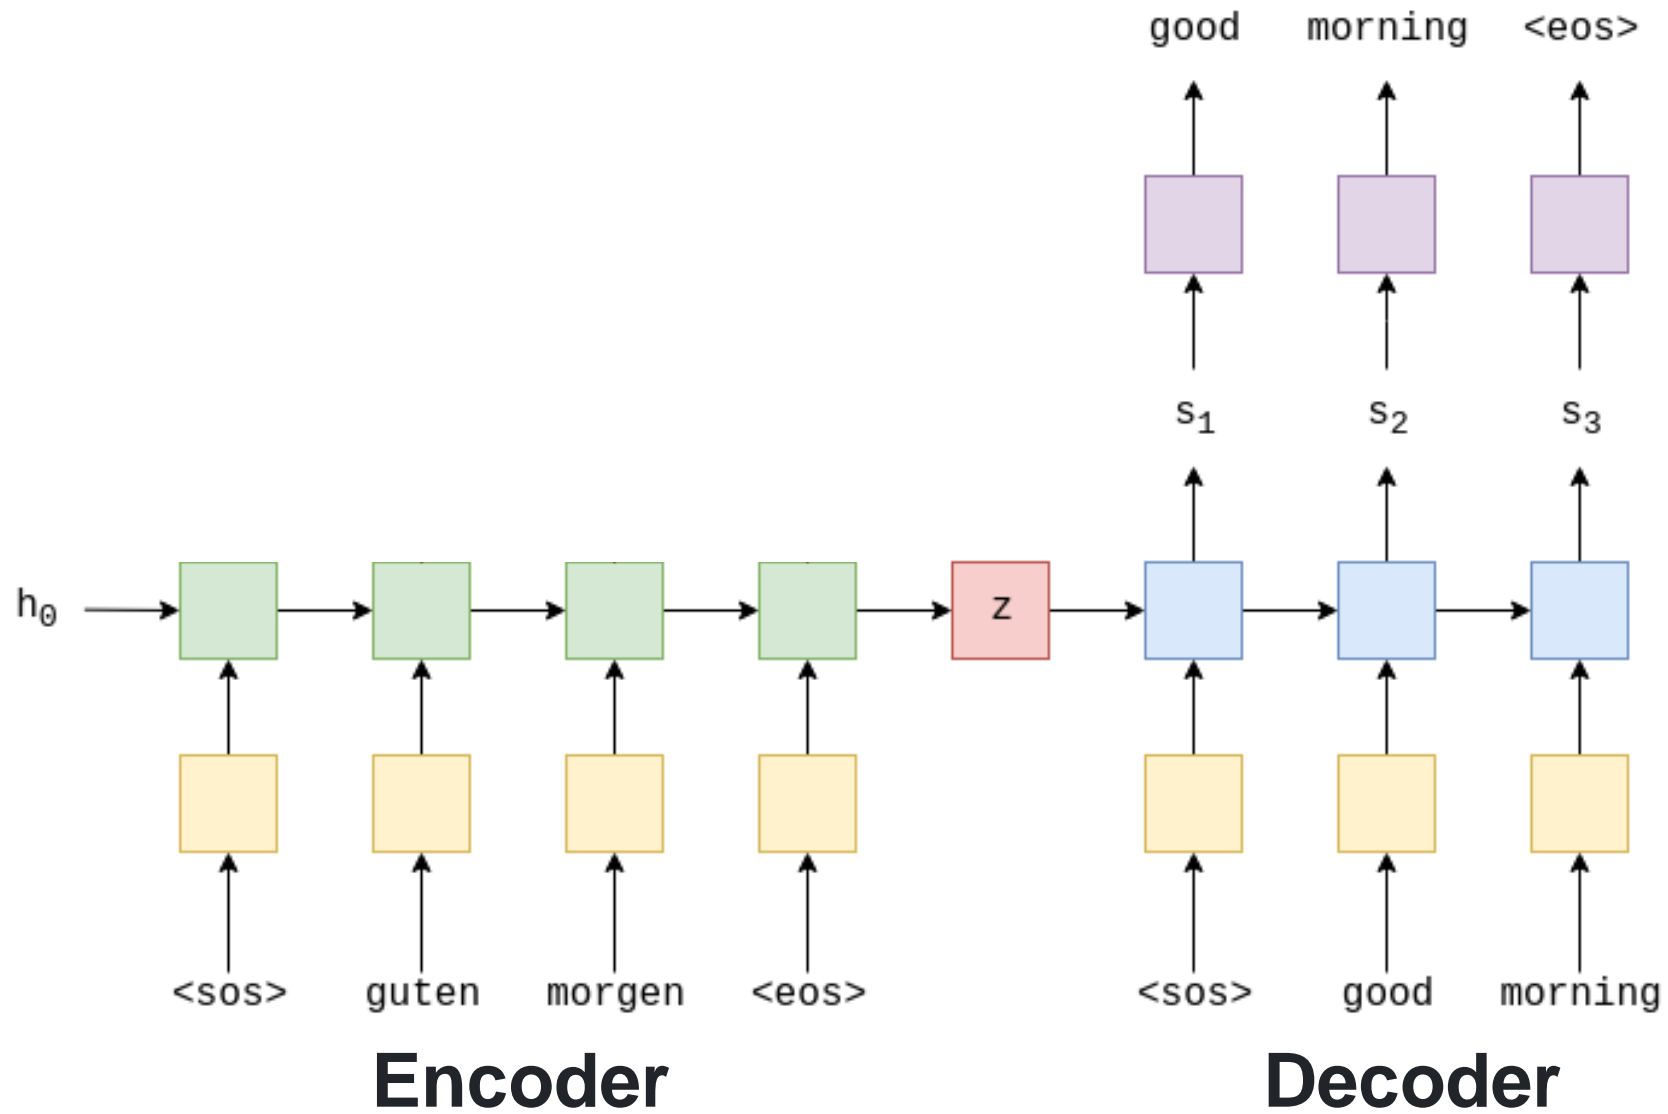 good morning <eos>
s1 s2 s3
h0 z
<sos> guten morgen <eos> <sos> good morning
Encoder Decoder